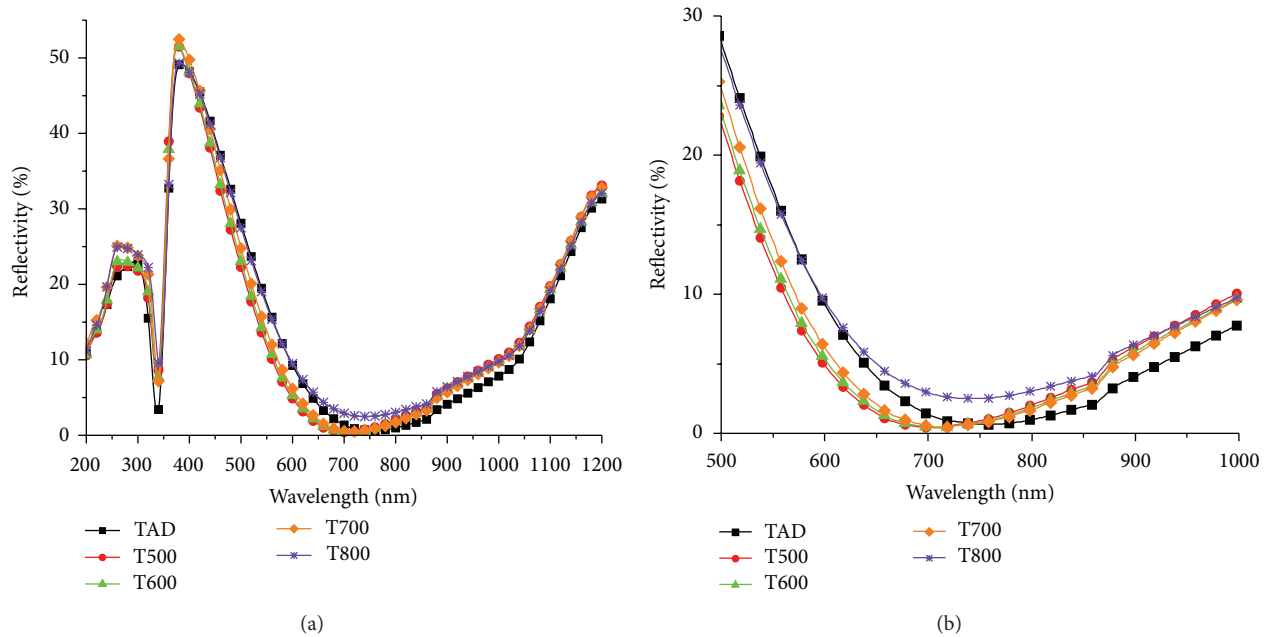 50
40
30
20
10
0
Reflectivity (%)
200 300 400 500 600 700 800 900 1000 1100 1200
Wavelength (nm)
TAD
T500
T600
T700
T800
(a)
30
20
10
0
Reflectivity (%)
500 600 700 800 900 1000
Wavelength (nm)
TAD
T500
T600
T700
T800
(b)